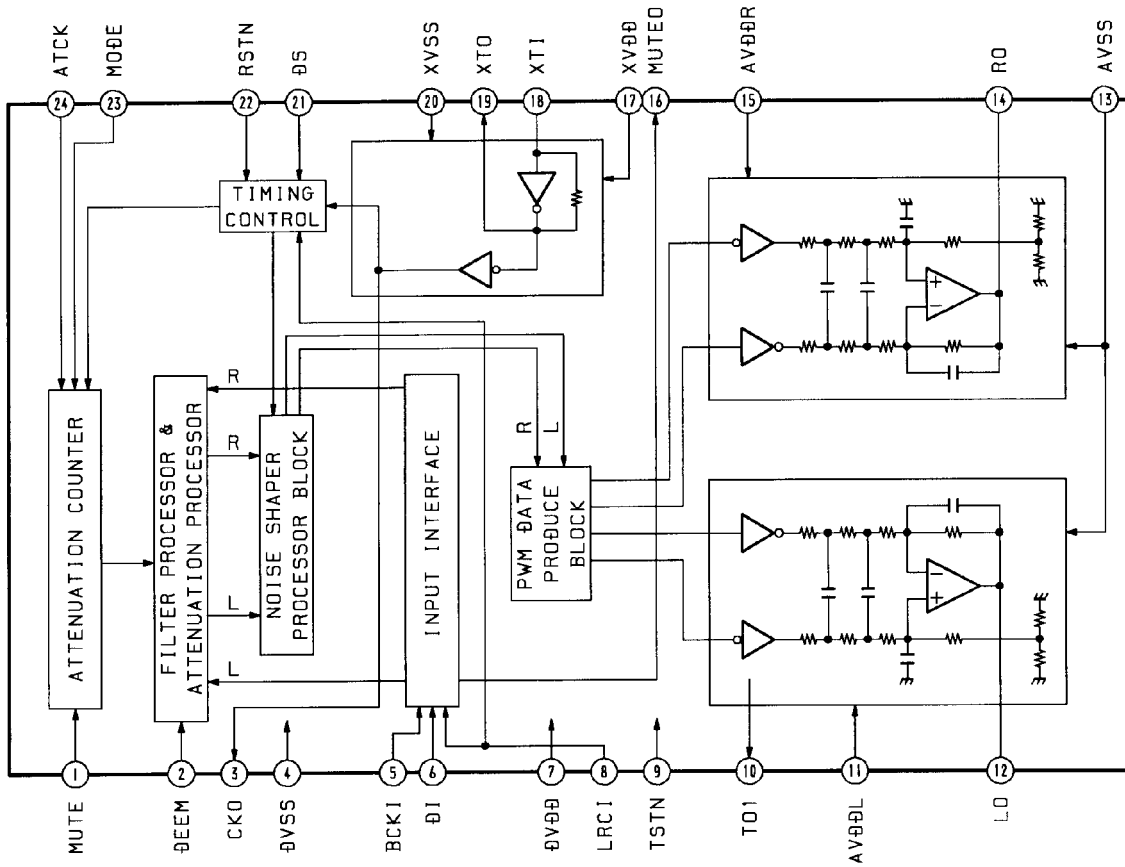 ATCK
MODE
RSTN
DS
XVSS
XTO
XTI
XVDD
MUTEO
AVDDR
RO
AVSS
24
23
22
21
20
19
18
17
16
15
14
13
TIMING
CONTROL
ATTENUATION COUNTER
FILTER PROCESSOR &
ATTENUATION PROCESSOR
R
R
L
L
NOISE SHAPER
PROCESSOR BLOCK
INPUT INTERFACE
R
L
PWM DATA
PRODUCE
BLOCK
+
−
−
+
1
2
3
4
5
6
7
8
9
10
11
12
MUTE
DEEM
CKO
DVSS
BCKI
DI
DVDD
LRCI
TSTN
TO1
AVDDL
LO